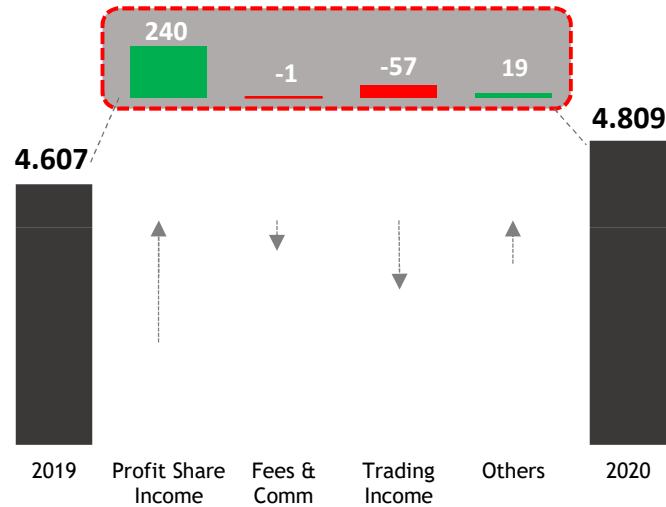 240
-1
-57
19
4.607
4.809
2019
Profit Share
Income
Fees &
Comm
Trading
Income
Others
2020